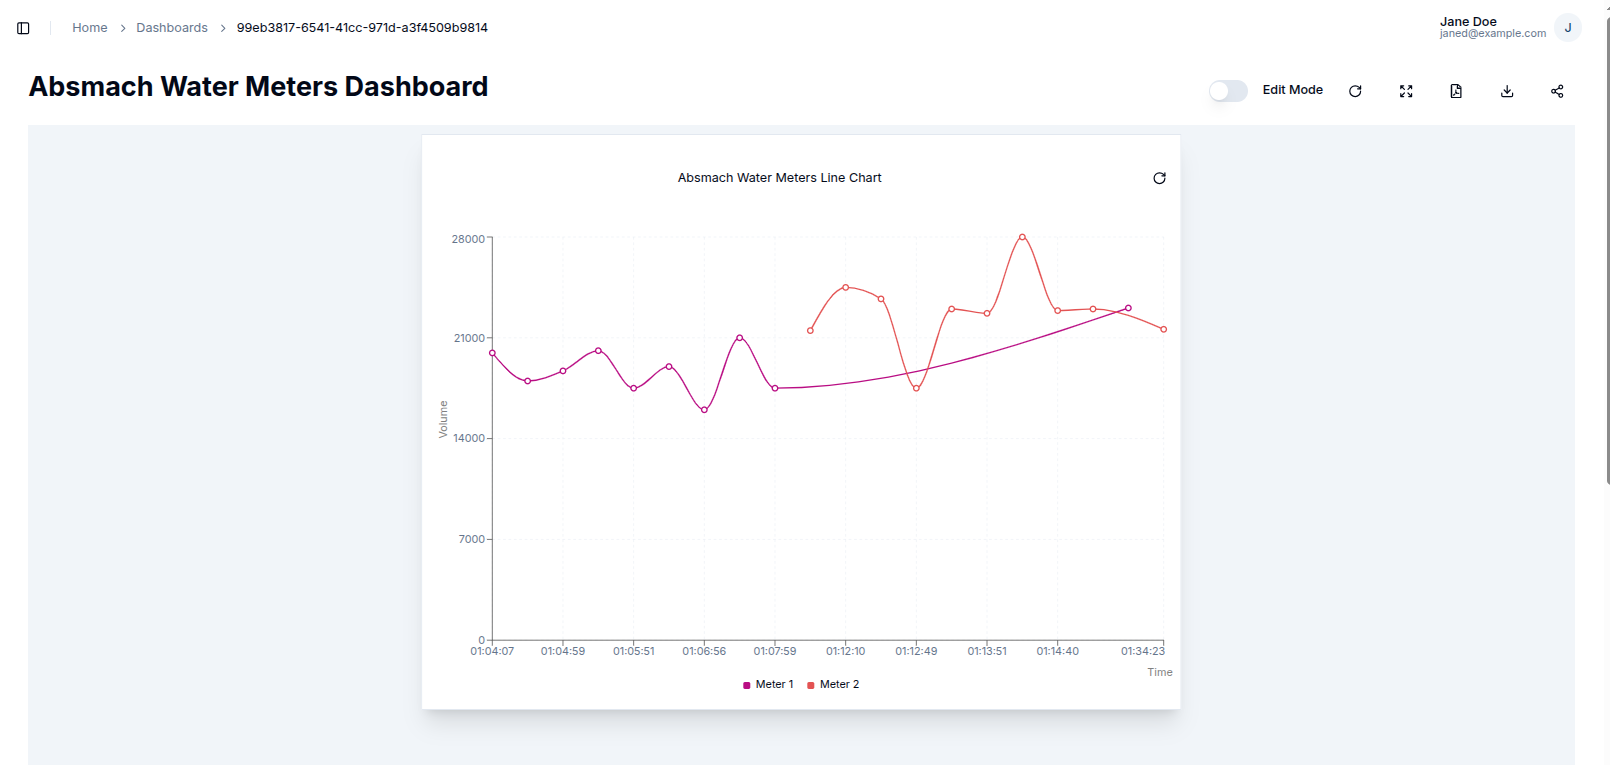 Home > Dashboards > 99eb3817-6541-41cc-971d-a3f4509b9814
Jane Doe
janed@example.com
J
Absmach Water Meters Dashboard
Edit Mode
Absmach Water Meters Line Chart
28000
21000
14000
7000
0
Volume
01:04:07 01:04:59 01:05:51 01:06:56 01:07:59 01:12:10 01:12:49 01:13:51 01:14:40 01:34:23
Time
Meter 1 Meter 2